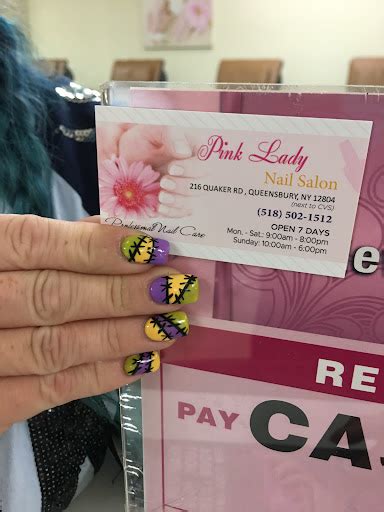 Pink Lady
Nail Salon
216 QUAKER RD, QUEENSBURY, NY 12804
(next to CVS)
(518) 502-1512
OPEN 7 DAYS
Mon. - Sat.: 9:00am - 8:00pm
Sunday: 10:00am - 6:00pm
Professional Nail Care
RE
PAY CA